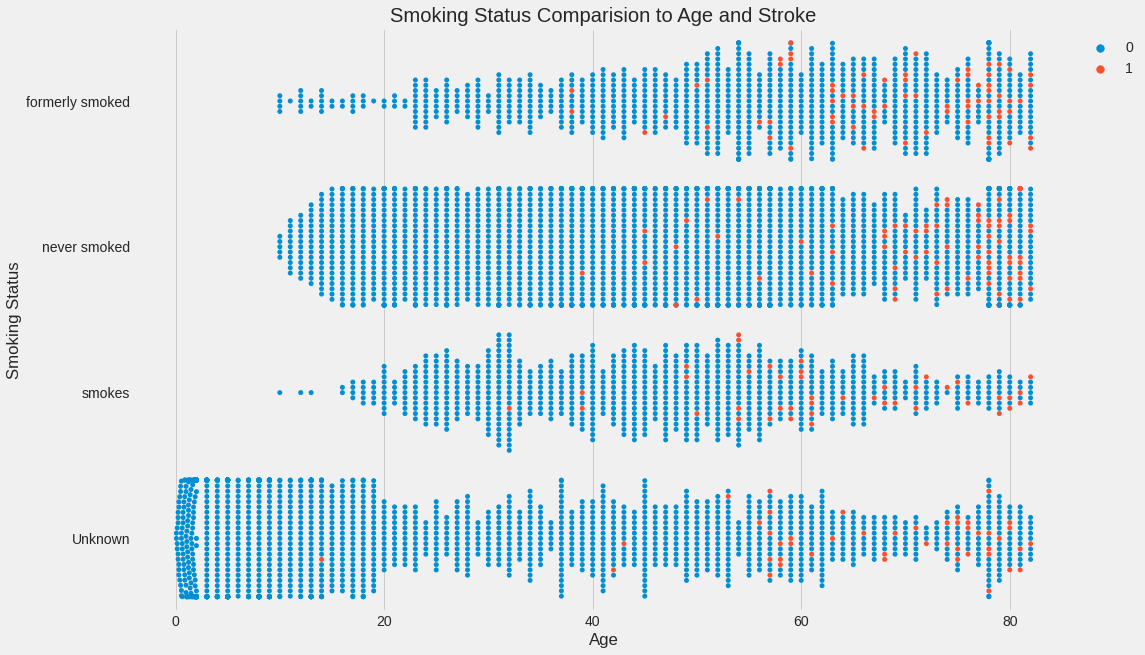 Smoking Status Comparision to Age and Stroke
0
1
formerly smoked
never smoked
smokes
Unknown
Smoking Status
0
20
40
60
80
Age